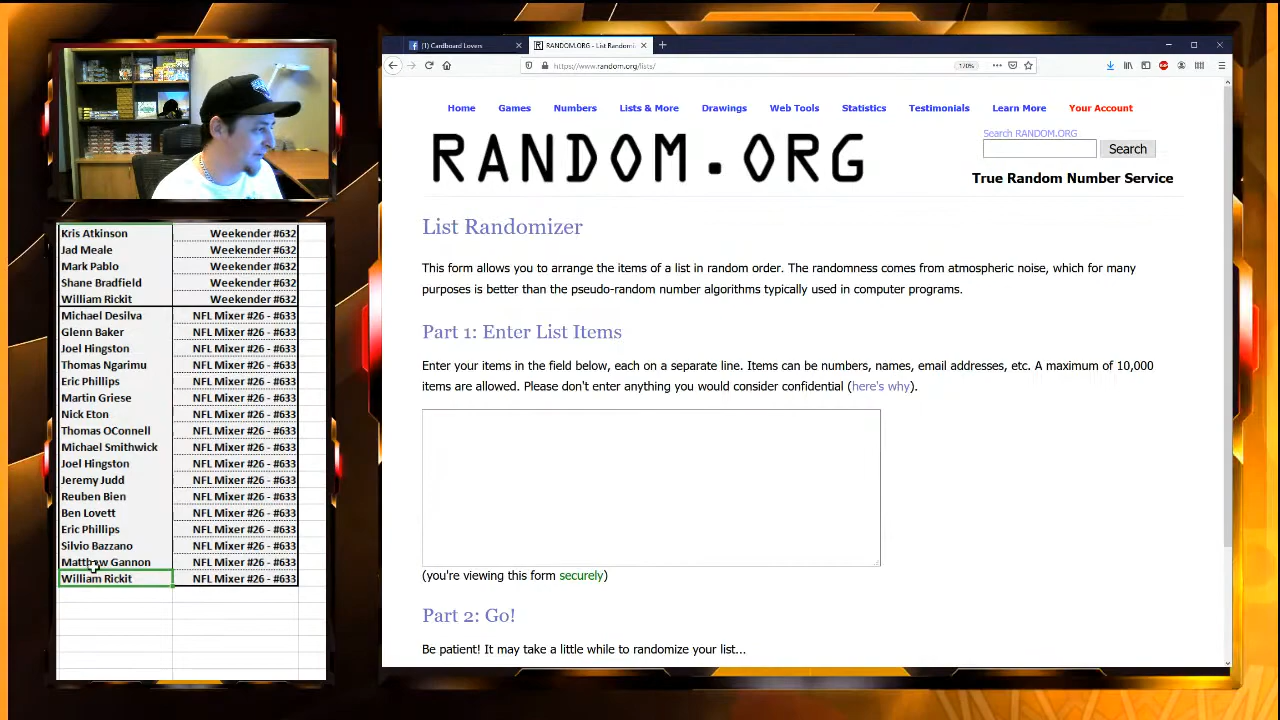 (1) Cardboard Lovers
RANDOM.ORG - List Randomi
https://www.random.org/lists/
120%
Home Games Numbers Lists & More Drawings Web Tools Statistics Testimonials Learn More Your Account
RANDOM.ORG
Search RANDOM.ORG
Search
True Random Number Service
List Randomizer
This form allows you to arrange the items of a list in random order. The randomness comes from atmospheric noise, which for many
purposes is better than the pseudo-random number algorithms typically used in computer programs.
Part 1: Enter List Items
Enter your items in the field below, each on a separate line. Items can be numbers, names, email addresses, etc. A maximum of 10,000
items are allowed. Please don't enter anything you would consider confidential (here's why).
(you're viewing this form securely)
Part 2: Go!
Be patient! It may take a little while to randomize your list...
Kris Atkinson Weekender #632
Jad Meale Weekender #632
Mark Pablo Weekender #632
Shane Bradfield Weekender #632
William Rickit Weekender #632
Michael Desilva NFL Mixer #26 - #633
Glenn Baker NFL Mixer #26 - #633
Joel Hingston NFL Mixer #26 - #633
Thomas Ngarimu NFL Mixer #26 - #633
Eric Phillips NFL Mixer #26 - #633
Martin Griese NFL Mixer #26 - #633
Nick Eton NFL Mixer #26 - #633
Thomas OConnell NFL Mixer #26 - #633
Michael Smithwick NFL Mixer #26 - #633
Joel Hingston NFL Mixer #26 - #633
Jeremy Judd NFL Mixer #26 - #633
Reuben Bien NFL Mixer #26 - #633
Ben Lovett NFL Mixer #26 - #633
Eric Phillips NFL Mixer #26 - #633
Silvio Bazzano NFL Mixer #26 - #633
Matthew Gannon NFL Mixer #26 - #633
William Rickit NFL Mixer #26 - #633